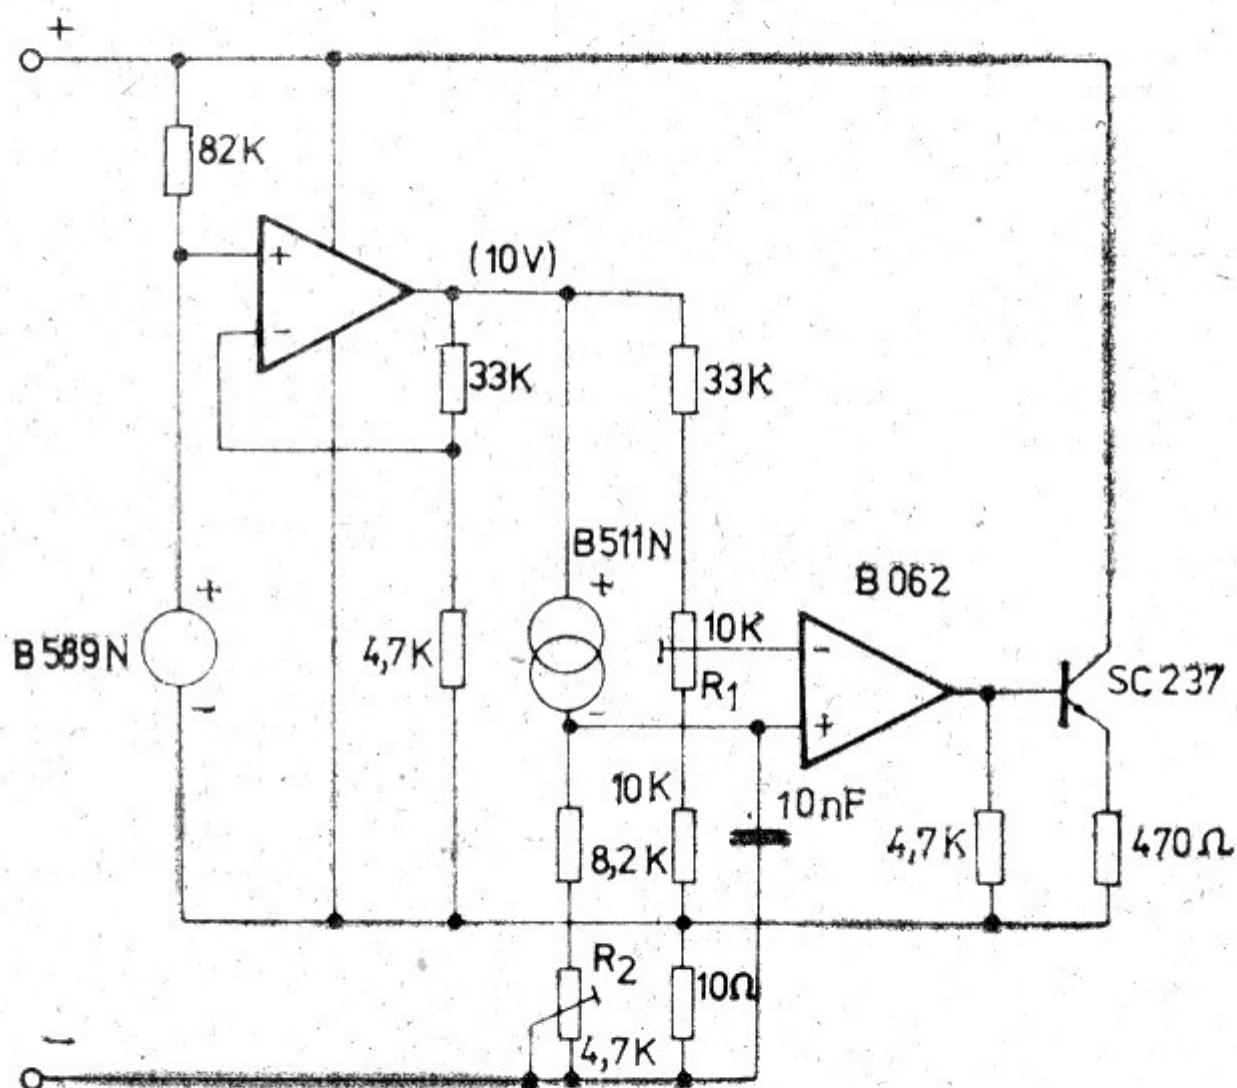 +
82K
+
(10V)
-
33K
33K
B511N
+
B062
+
B589N
4,7K
10K
-
-
R1
SC237
-
+
10K
10nF
8,2K
4,7K
470Ω
R2
10Ω
-
4,7K